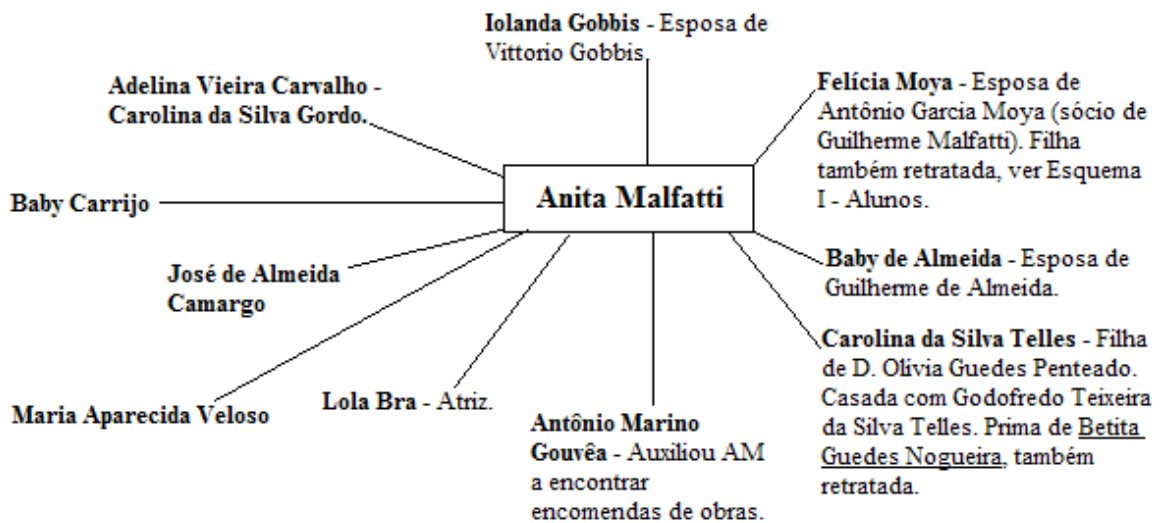 Iolanda Gobbis - Esposa de
Vittorio Gobbis.
Adelina Vieira Carvalho -
Carolina da Silva Gordo.
Felícia Moya - Esposa de
Antônio Garcia Moya (sócio de
Guilherme Malfatti). Filha
também retratada, ver Esquema
I - Alunos.
Anita Malfatti
Baby Carrijo
José de Almeida
Camargo
Baby de Almeida - Esposa de
Guilherme de Almeida.
Maria Aparecida Veloso
Lola Bra - Atriz.
Antônio Marino
Gouvêa - Auxiliou AM
a encontrar
encomendas de obras.
Carolina da Silva Telles - Filha
de D. Olívia Guedes Penteado.
Casada com Godofredo Teixeira
da Silva Telles. Prima de Betita
Guedes Nogueira, também
retratada.